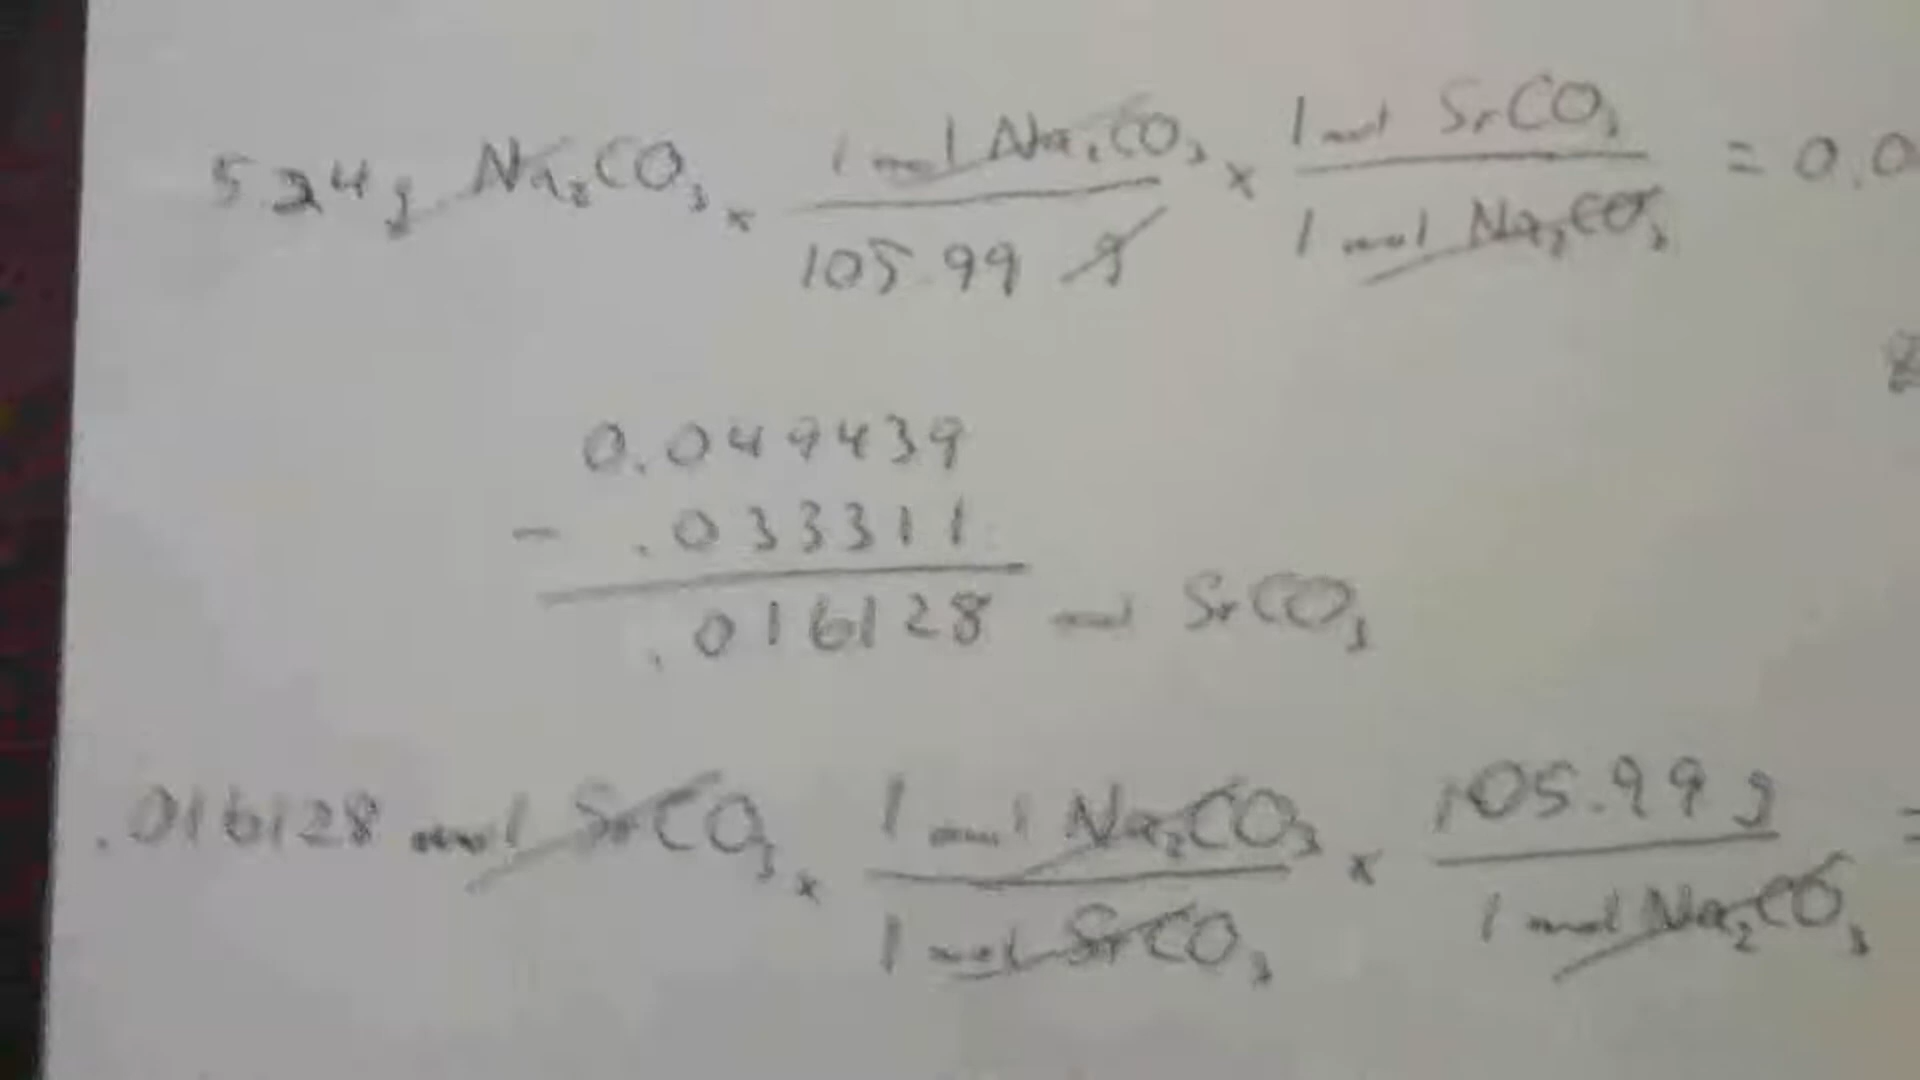 5.24 g Na₂CO₃ × 1 mol Na₂CO₃ / 105.99 g × 1 mol SrCO₃ / 1 mol Na₂CO₃ = 0.0
0.049439
- .033311
.016128 mol SrCO₃
.016128 mol SrCO₃ × 1 mol Na₂CO₃ / 1 mol SrCO₃ × 105.99 g / 1 mol Na₂CO₃ =